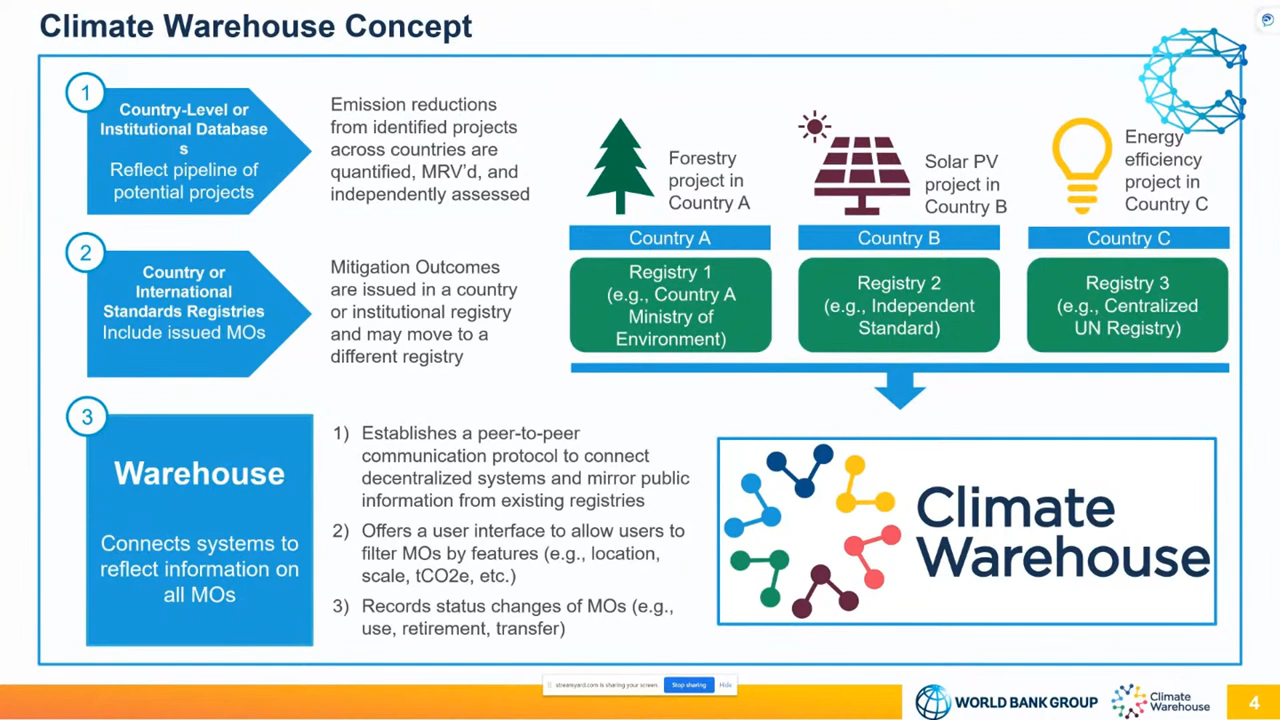 Climate Warehouse Concept
1
Country-Level or
Institutional Database
s
Reflect pipeline of
potential projects
Emission reductions
from identified projects
across countries are
quantified, MRV'd, and
independently assessed
Forestry
project in
Country A
Solar PV
project in
Country B
Energy
efficiency
project in
Country C
2
Country or
International
Standards Registries
Include issued MOs
Mitigation Outcomes
are issued in a country
or institutional registry
and may move to a
different registry
Country A
Registry 1
(e.g., Country A
Ministry of
Environment)
Country B
Registry 2
(e.g., Independent
Standard)
Country C
Registry 3
(e.g., Centralized
UN Registry)
3
Warehouse
Connects systems to
reflect information on
all MOs
1) Establishes a peer-to-peer
communication protocol to connect
decentralized systems and mirror public
information from existing registries
2) Offers a user interface to allow users to
filter MOs by features (e.g., location,
scale, tCO2e, etc.)
3) Records status changes of MOs (e.g.,
use, retirement, transfer)
Climate
Warehouse
streamyard.com is sharing your screen. Stop sharing Hide
WORLD BANK GROUP
Climate
Warehouse
4